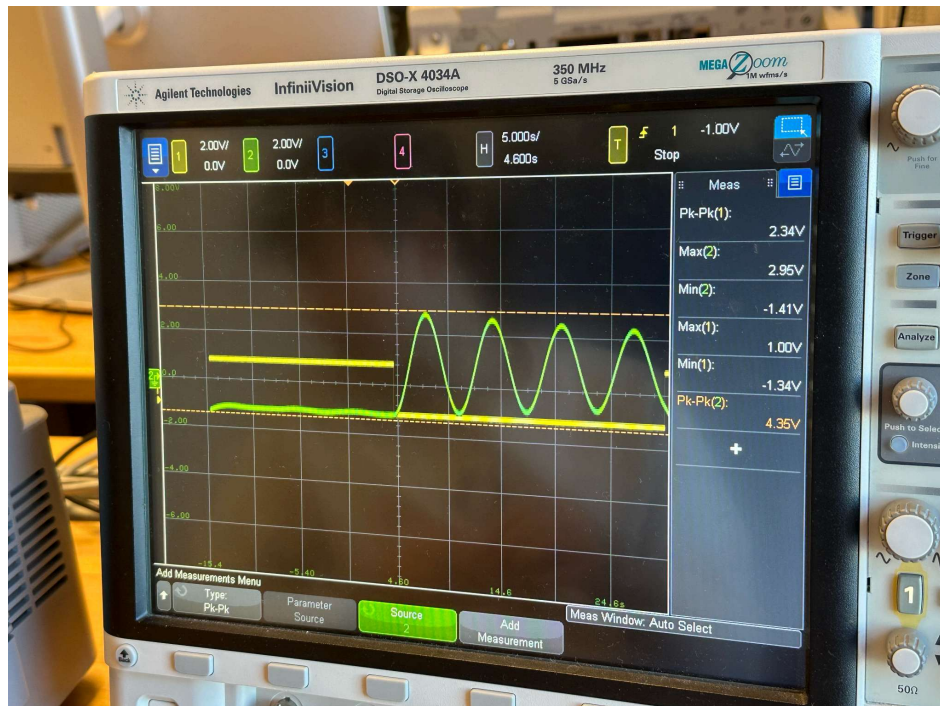 Agilent Technologies InfiniiVision DSO-X 4034A 350 MHz MEGA Zoom
Digital Storage Oscilloscope 5 GSa/s 1M wfms/s
1 2.00V/ 2 2.00V/ 3 4 H 5.000s/ T 1 -1.00V
0.0V 0.0V 4.600s Stop
8.00V
6.00
4.00
2.00
0.0
-2.00
-4.00
-6.00
-15.4 -5.40 4.60 14.6 24.6s
Meas
Pk-Pk(1):
2.34V
Max(2):
2.95V
Min(2):
-1.41V
Max(1):
1.00V
Min(1):
-1.34V
Pk-Pk(2):
4.35V
Add Measurements Menu
Type:
Pk-Pk
Parameter
Source
Source
2
Add
Measurement
Meas Window: Auto Select
Push for
Fine
Trigger
Zone
Analyze
Push to Select
1
50Ω